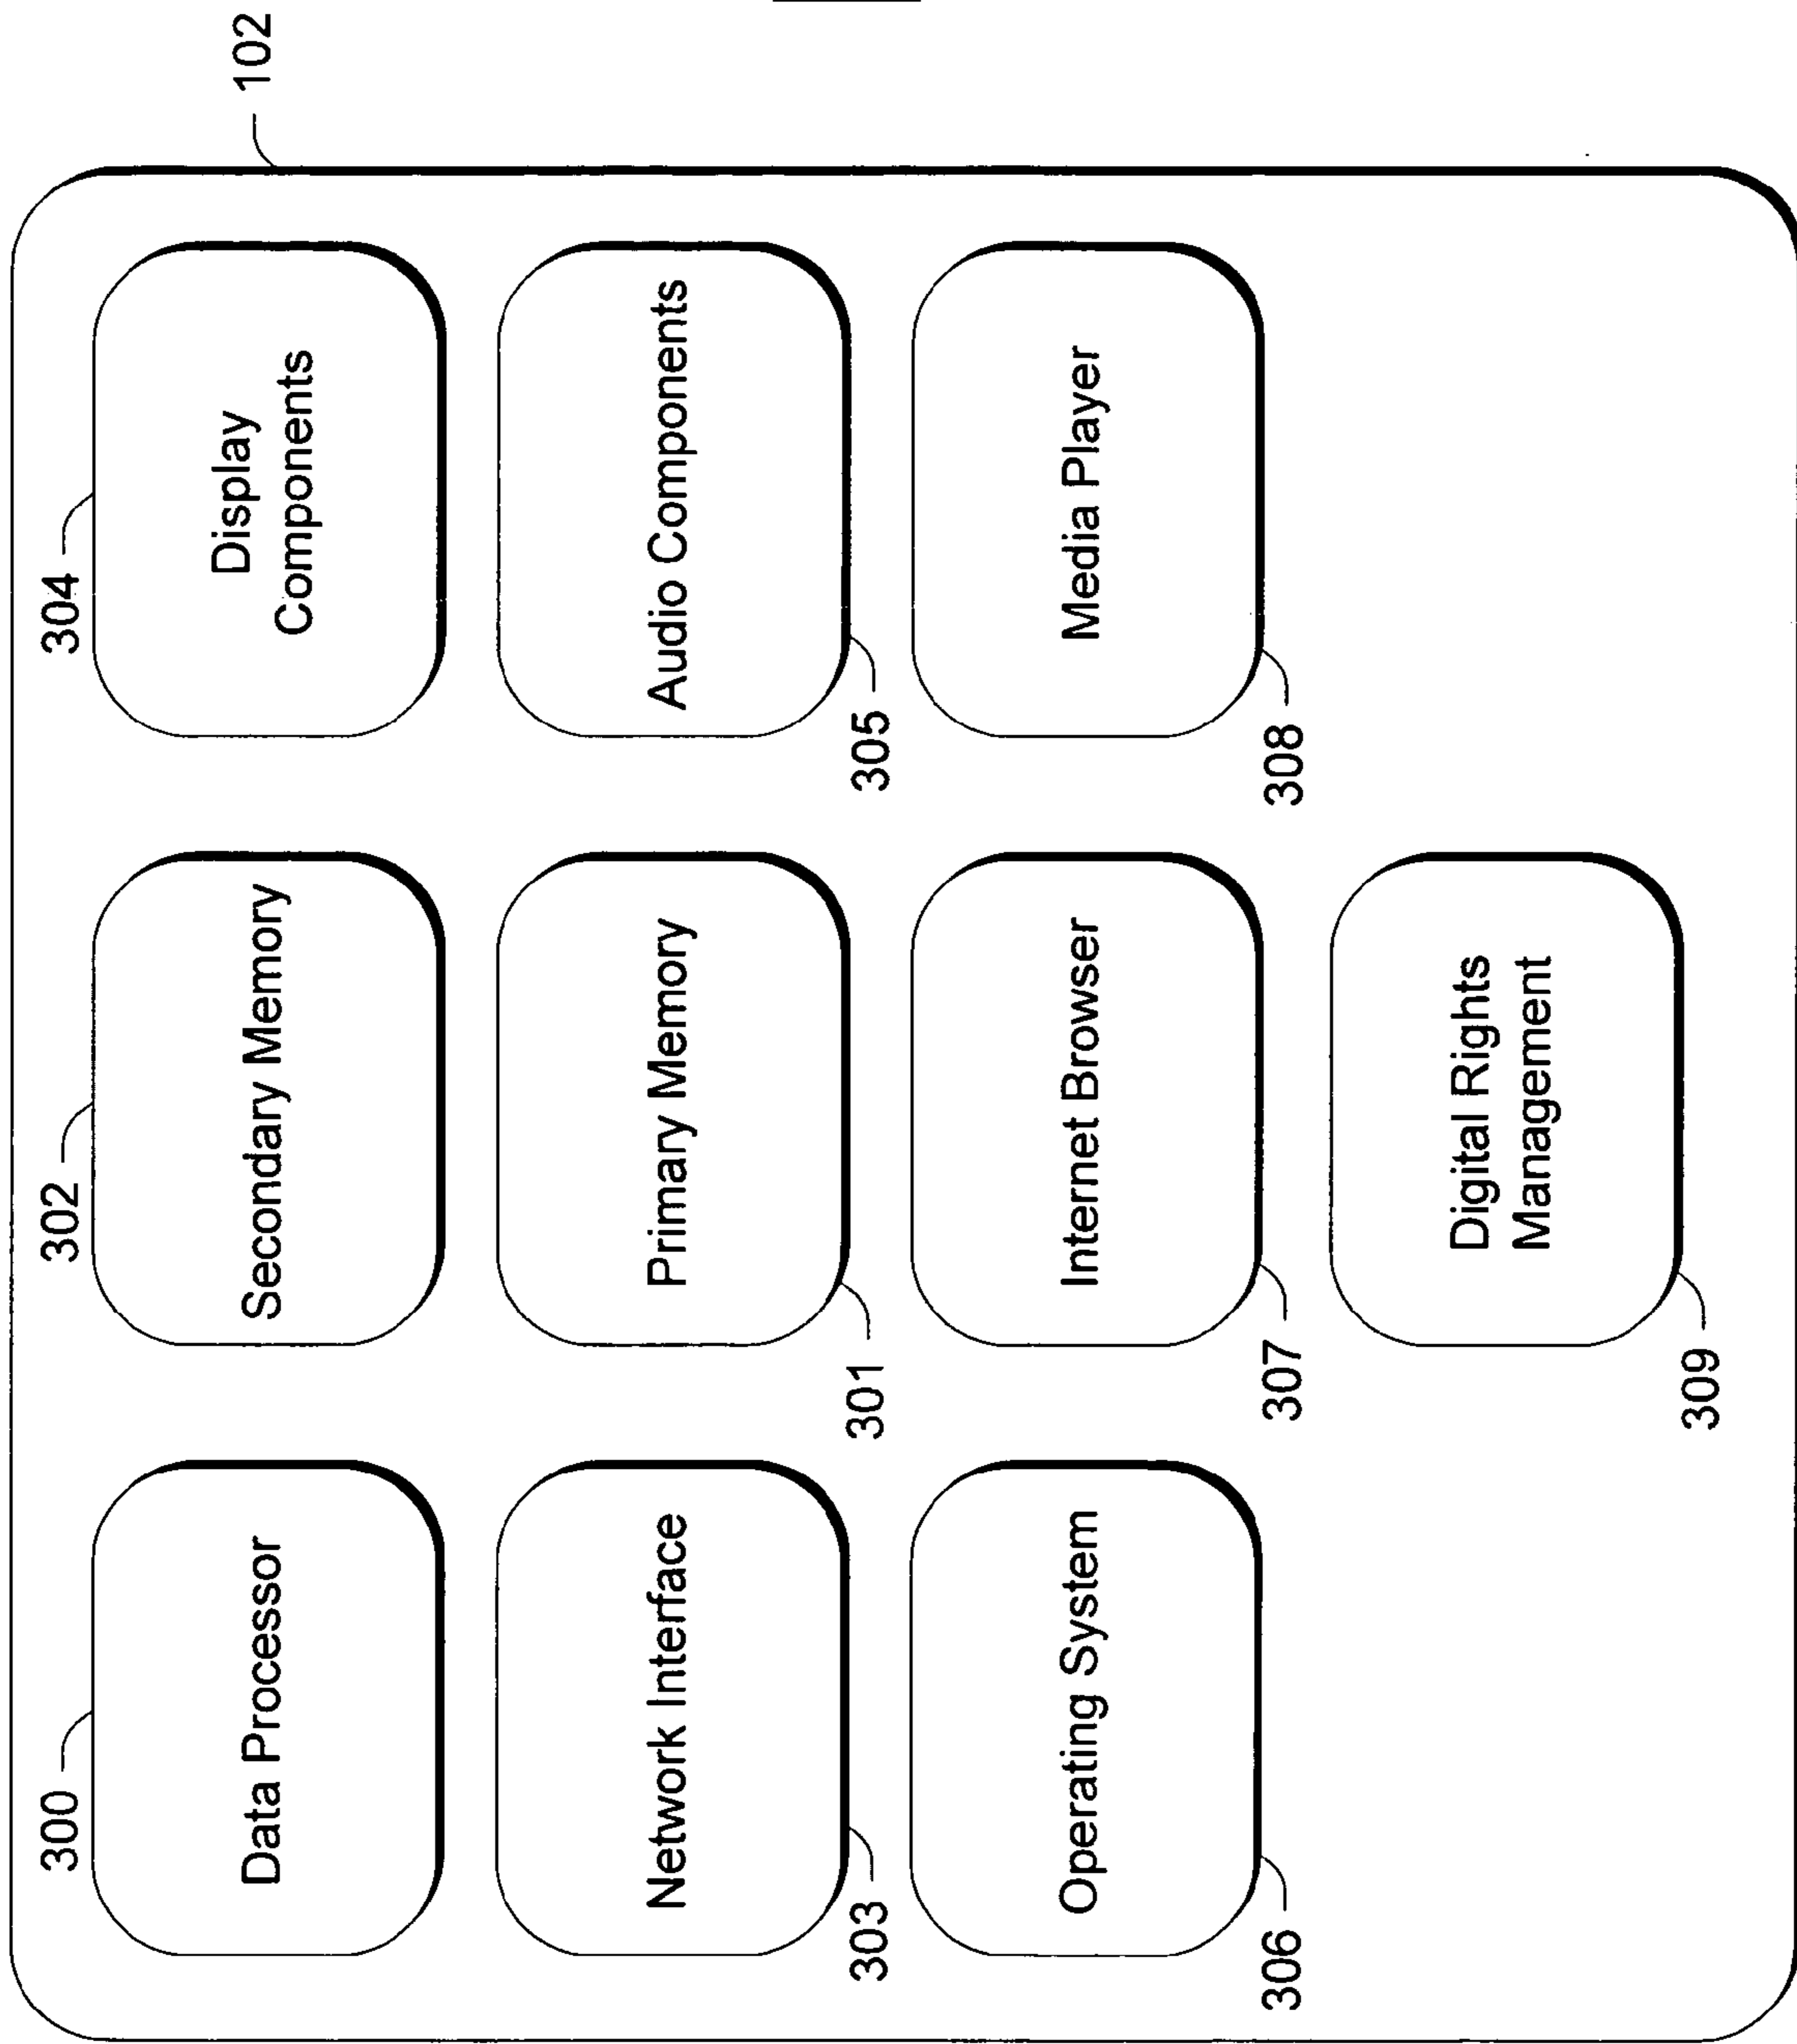 102
300
302
304
Data Processor
Secondary Memory
Display
Components
Network Interface
Primary Memory
Audio Components
303
301
305
Operating System
Internet Browser
Media Player
306
307
308
Digital Rights
Management
309